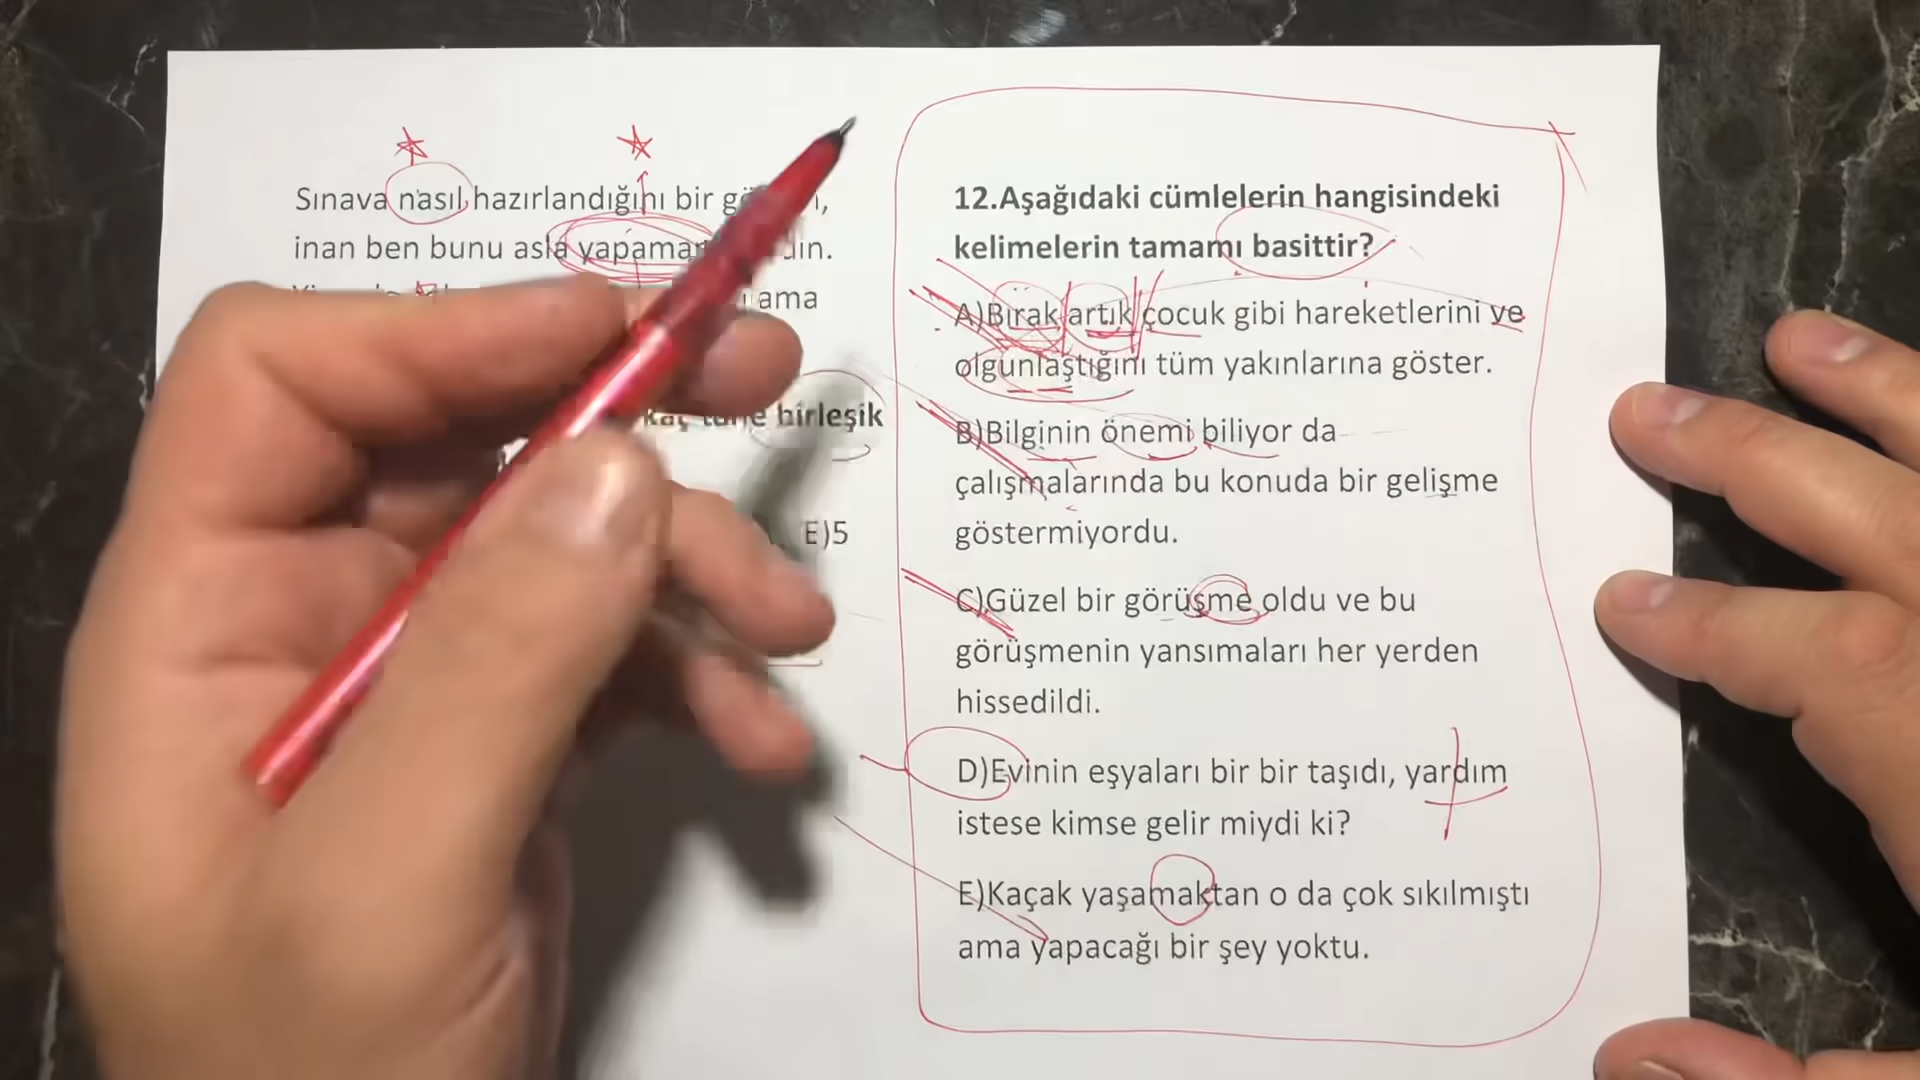 Sınava nasıl hazırlandığını bir
inan ben bunu asla
ama
kaç birleşik
E)5
12.Aşağıdaki cümlelerin hangisindeki
kelimelerin tamamı basittir?
A)Bırak artık çocuk gibi hareketlerini ve
olgunlaştığını tüm yakınlarına göster.
B)Bilginin önemi biliyor da
çalışmalarında bu konuda bir gelişme
göstermiyordu.
C)Güzel bir görüşme oldu ve bu
görüşmenin yansımaları her yerden
hissedildi.
D)Evinin eşyaları bir bir taşıdı, yardım
istese kimse gelir miydi ki?
E)Kaçak yaşamaktan o da çok sıkılmıştı
ama yapacağı bir şey yoktu.